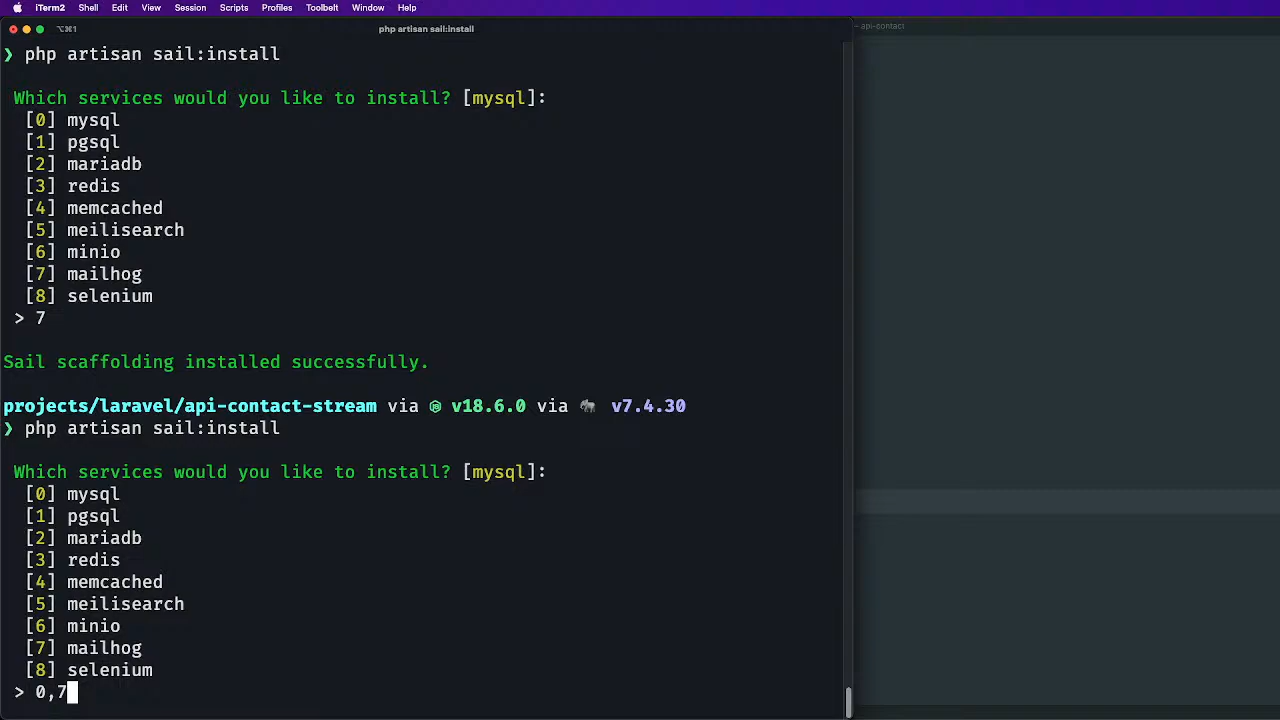 iTerm2 Shell Edit View Session Scripts Profiles Toolbelt Window Help
⌥⌘1 php artisan sail:install
api-contact
❯ php artisan sail:install
Which services would you like to install? [mysql]:
[0] mysql
[1] pgsql
[2] mariadb
[3] redis
[4] memcached
[5] meilisearch
[6] minio
[7] mailhog
[8] selenium
> 7
Sail scaffolding installed successfully.
projects/laravel/api-contact-stream via v18.6.0 via 🐘 v7.4.30
❯ php artisan sail:install
Which services would you like to install? [mysql]:
[0] mysql
[1] pgsql
[2] mariadb
[3] redis
[4] memcached
[5] meilisearch
[6] minio
[7] mailhog
[8] selenium
> 0,7